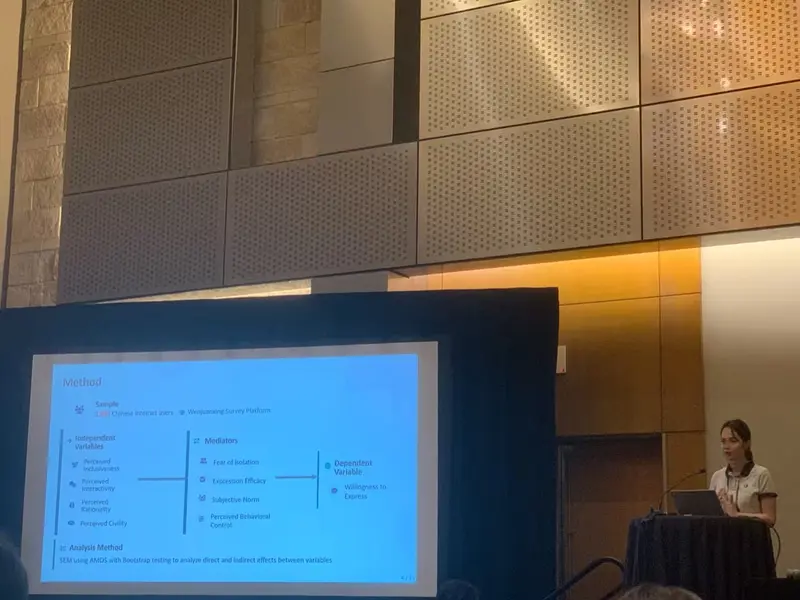 Method
Sample
Chinese internet users Wenjuanxing Survey Platform
Independent
Variables
Perceived
Inclusiveness
Perceived
Interactivity
Perceived
Rationality
Perceived Civility
Mediators
Fear of Isolation
Expression Efficacy
Subjective Norm
Perceived Behavioral
Control
Dependent
Variable
Willingness to
Express
Analysis Method
SEM using AMOS with Bootstrap testing to analyze direct and indirect effects between variables